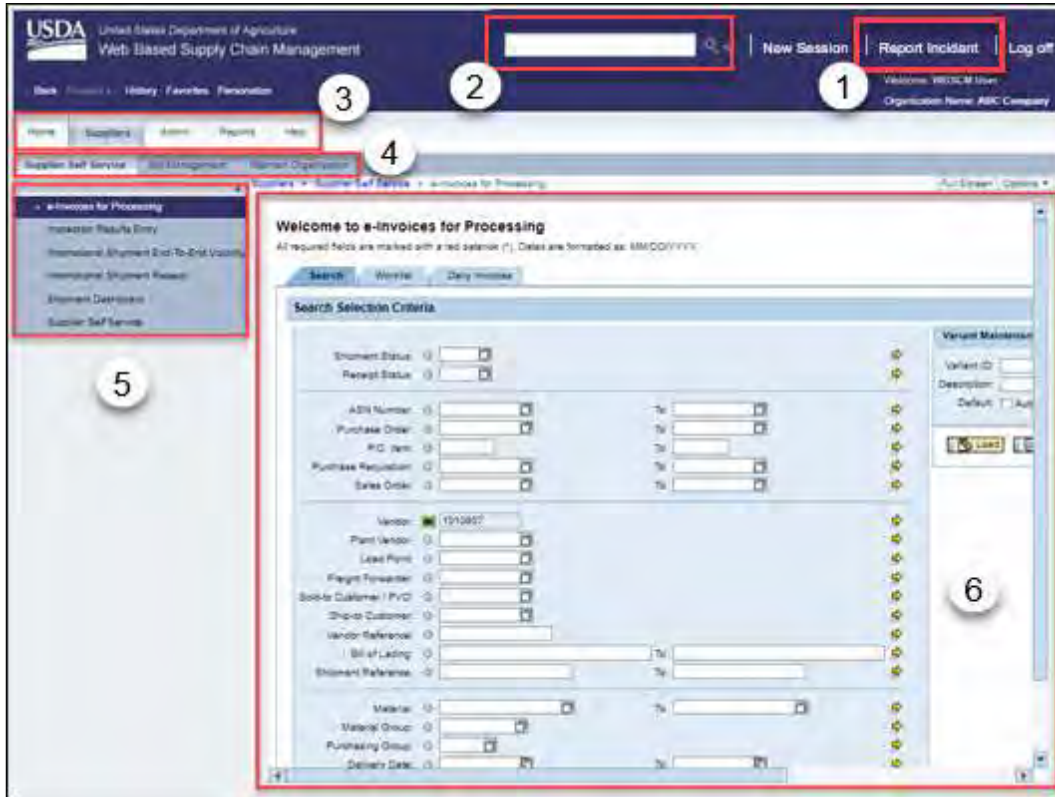 USDA United States Department of Agriculture
Web Based Supply Chain Management
New Session Report Incident Log off
2
1
Welcome: WEBSCM User
Organization Name: ABC Company
Back Forward History Favorites Personalize
3
Home Suppliers Admin Reports Help
4
Supplier Self Service Bid Management Maintain Organization
Suppliers Supplier Self Service e-Invoices for Processing Full Screen Options
e-Invoices for Processing
Inspection Results Entry
International Shipment End-To-End Visibility
International Shipment Receipt
Shipment Dashboard
Supplier Self Service
5
Welcome to e-Invoices for Processing
All required fields are marked with a red asterisk (*). Dates are formatted as: MM/DD/YYYY
Search Worklist Daily Invoices
Search Selection Criteria
Shipment Status:
Receipt Status:
ASN Number: To
Purchase Order: To
P.O. Item: To
Purchase Requisition: To
Sales Order: To
Vendor:
Plant Vendor:
Load Point:
Freight Forwarder:
Sold-to Customer / PVO:
Ship-to Customer:
Vendor Reference:
Bill of Lading: To
Shipment Reference: To
Material: To
Material Group:
Purchasing Group:
Delivery Date: To
Variant Maintenan
Variant ID:
Description:
Default: Aut
Load
6